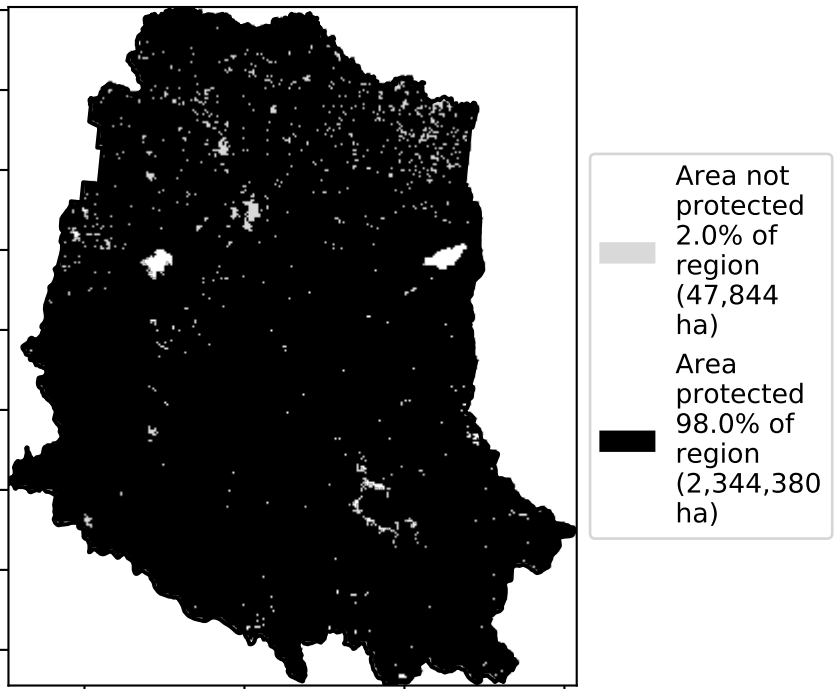 Area not
protected
2.0% of
region
(47,844
ha)
Area
protected
98.0% of
region
(2,344,380
ha)